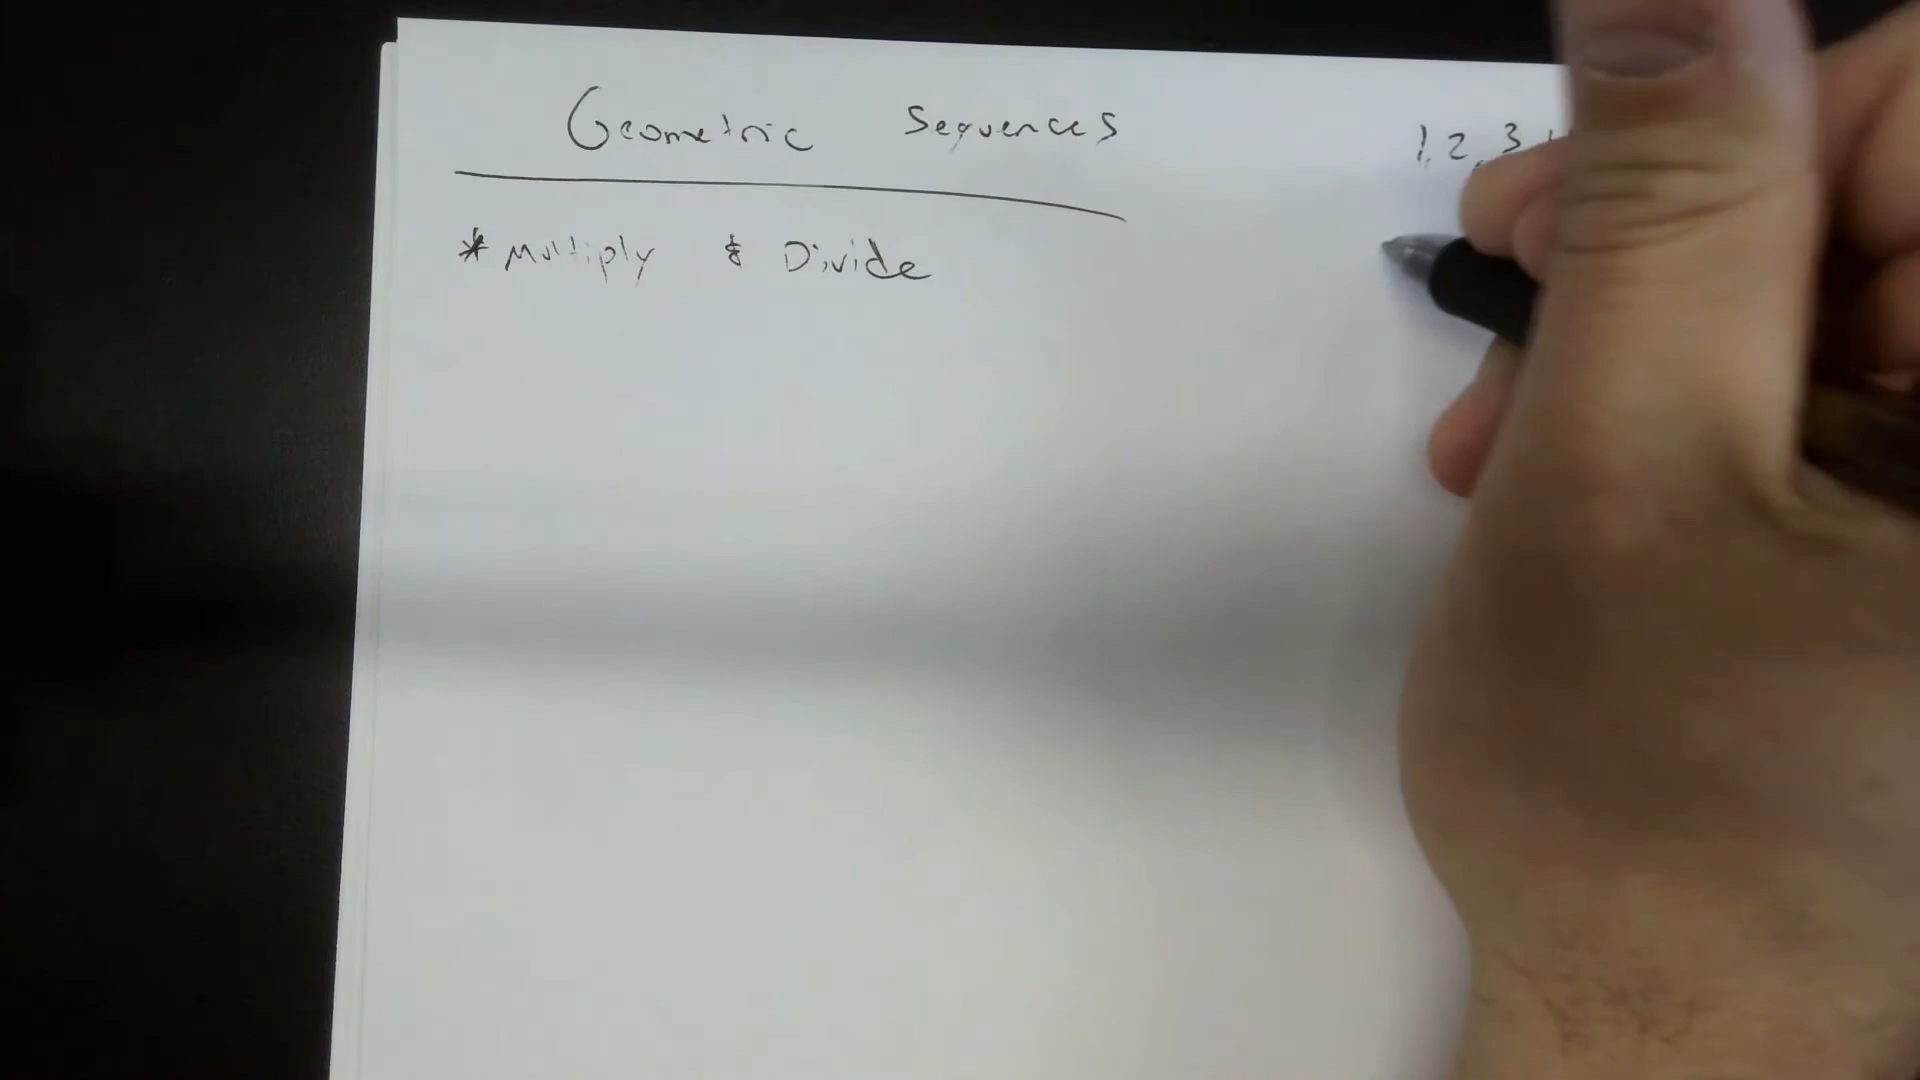 Geometric Sequences
1, 2, 3
* Multiply & Divide